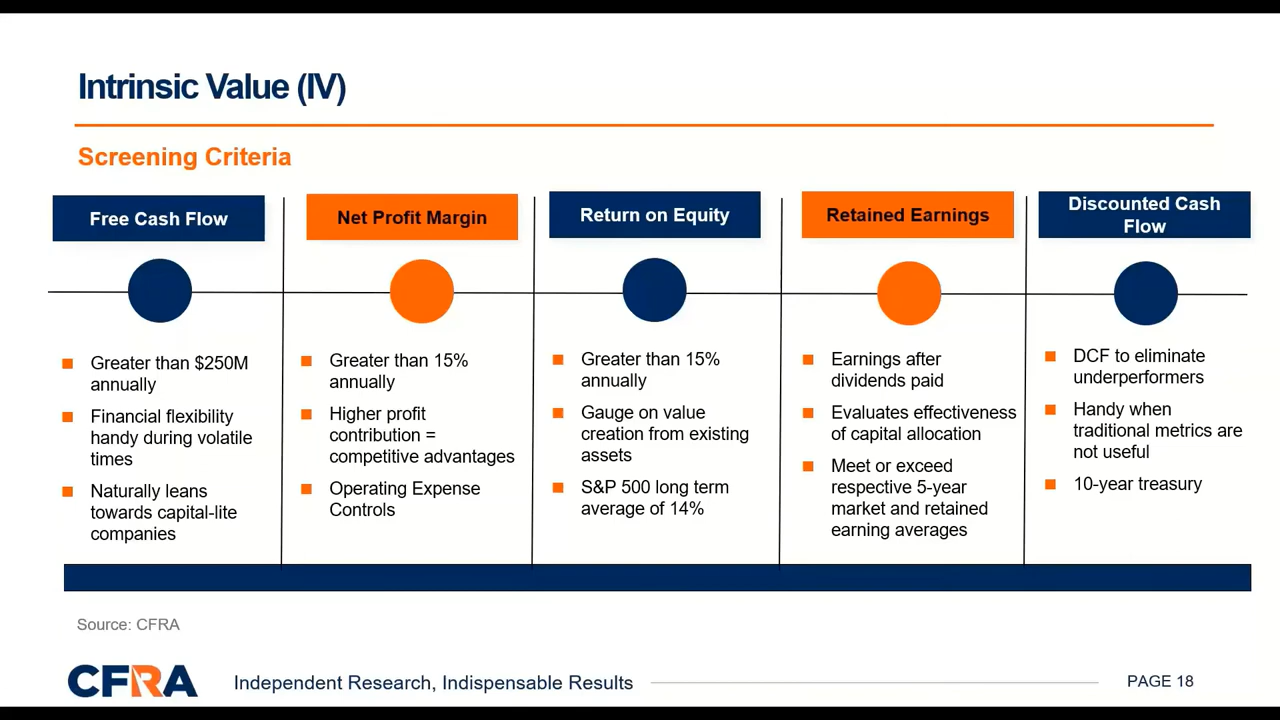 Intrinsic Value (IV)
Screening Criteria
Free Cash Flow
Greater than $250M
annually
Financial flexibility
handy during volatile
times
Naturally leans
towards capital-lite
companies
Net Profit Margin
Greater than 15%
annually
Higher profit
contribution =
competitive advantages
Operating Expense
Controls
Return on Equity
Greater than 15%
annually
Gauge on value
creation from existing
assets
S&P 500 long term
average of 14%
Retained Earnings
Earnings after
dividends paid
Evaluates effectiveness
of capital allocation
Meet or exceed
respective 5-year
market and retained
earning averages
Discounted Cash
Flow
DCF to eliminate
underperformers
Handy when
traditional metrics are
not useful
10-year treasury
Source: CFRA
CFRA
Independent Research, Indispensable Results
PAGE 18